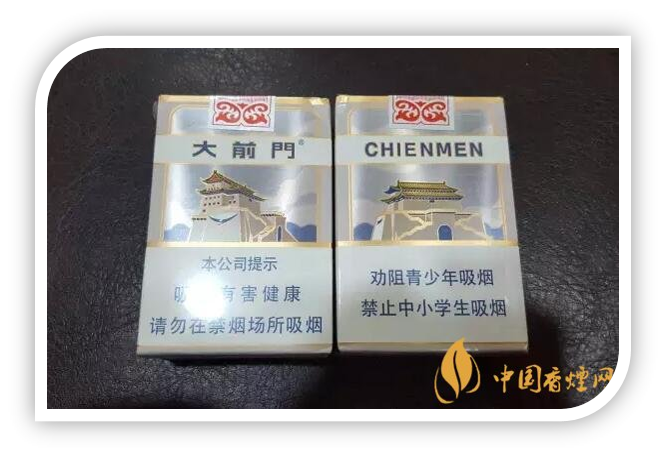 大前門®
本公司提示
吸 有害健康
请勿在禁烟场所吸烟
CHIENMEN
劝阻青少年吸烟
禁止中小学生吸烟
中国香烟网